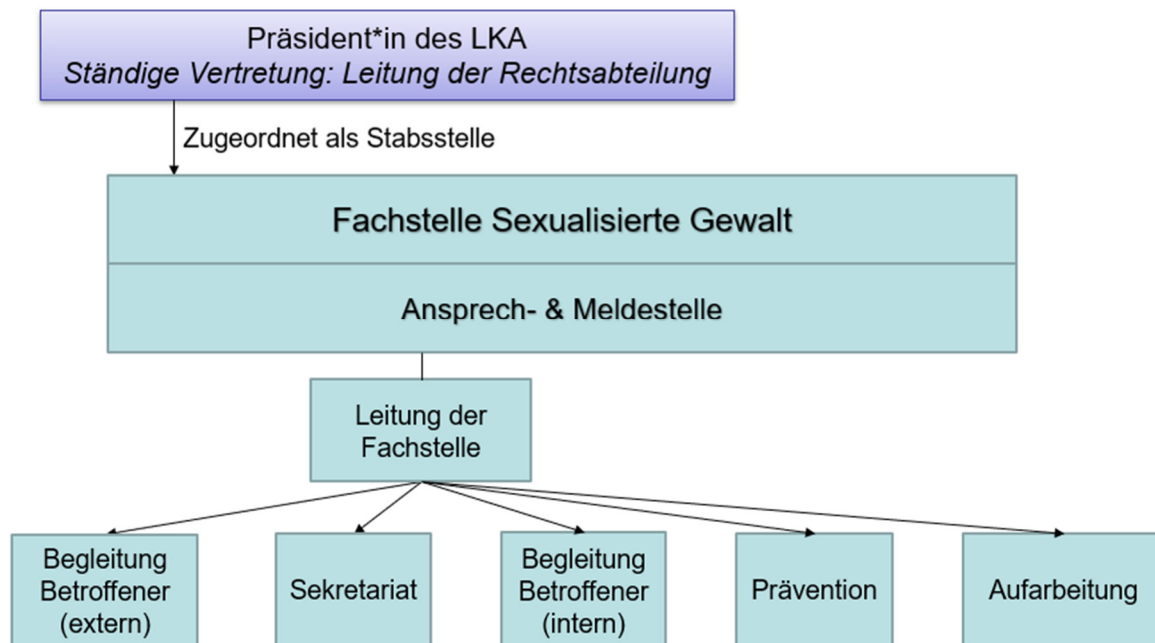 Präsident*in des LKA
Ständige Vertretung: Leitung der Rechtsabteilung
Zugeordnet als Stabsstelle
Fachstelle Sexualisierte Gewalt
Ansprech- & Meldestelle
Leitung der
Fachstelle
Begleitung
Betroffener
(extern)
Sekretariat
Begleitung
Betroffener
(intern)
Prävention
Aufarbeitung